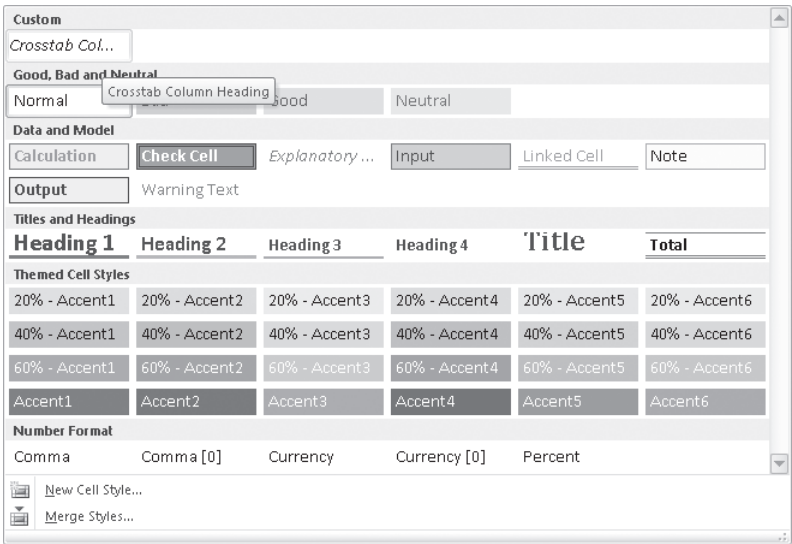 Custom
Crosstab Col...
Good, Bad and Neutral
Crosstab Column Heading
Normal Good Neutral
Data and Model
Calculation Check Cell Explanatory ... Input Linked Cell Note
Output Warning Text
Titles and Headings
Heading 1 Heading 2 Heading 3 Heading 4 Title Total
Themed Cell Styles
20% - Accent1 20% - Accent2 20% - Accent3 20% - Accent4 20% - Accent5 20% - Accent6
40% - Accent1 40% - Accent2 40% - Accent3 40% - Accent4 40% - Accent5 40% - Accent6
60% - Accent1 60% - Accent2 60% - Accent3 60% - Accent4 60% - Accent5 60% - Accent6
Accent1 Accent2 Accent3 Accent4 Accent5 Accent6
Number Format
Comma Comma [0] Currency Currency [0] Percent
New Cell Style...
Merge Styles...